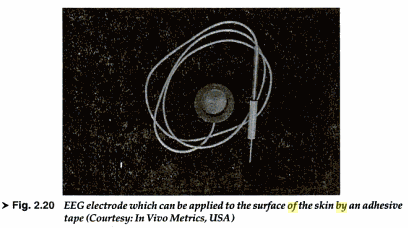 ➤ Fig. 2.20 EEG electrode which can be applied to the surface of the skin by an adhesive
tape (Courtesy: In Vivo Metrics, USA)